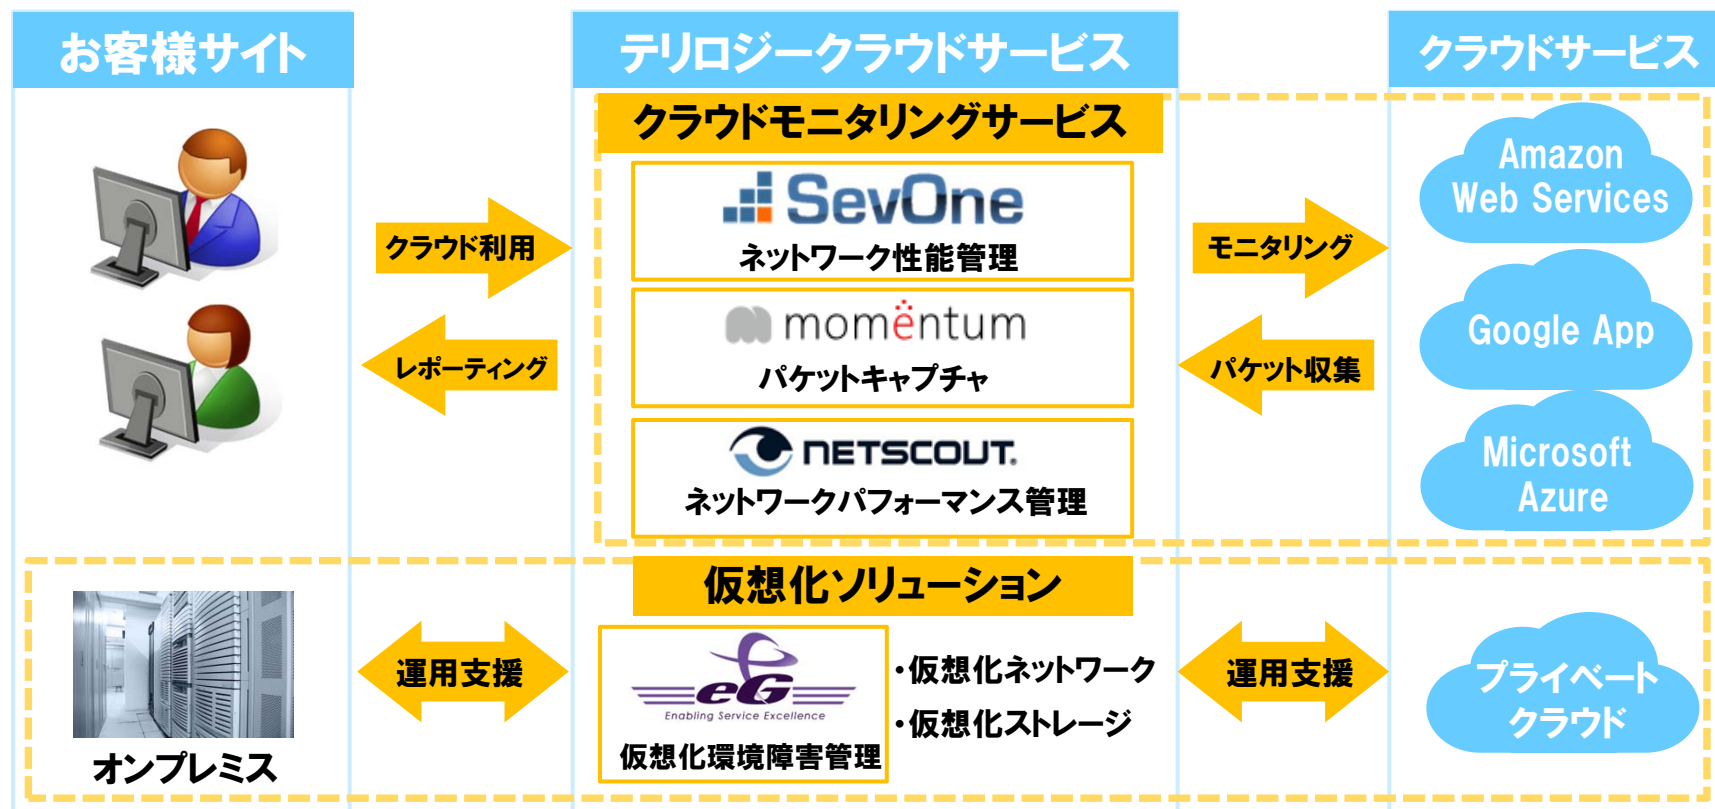 お客様サイト
テリロジークラウドサービス
クラウドサービス
クラウドモニタリングサービス
SevOne
ネットワーク性能管理
momëntum
パケットキャプチャ
NETSCOUT.
ネットワークパフォーマンス管理
クラウド利用
レポーティング
モニタリング
パケット収集
Amazon
Web Services
Google App
Microsoft
Azure
仮想化ソリューション
オンプレミス
運用支援
eG
Enabling Service Excellence
仮想化環境障害管理
・仮想化ネットワーク
・仮想化ストレージ
運用支援
プライベート
クラウド